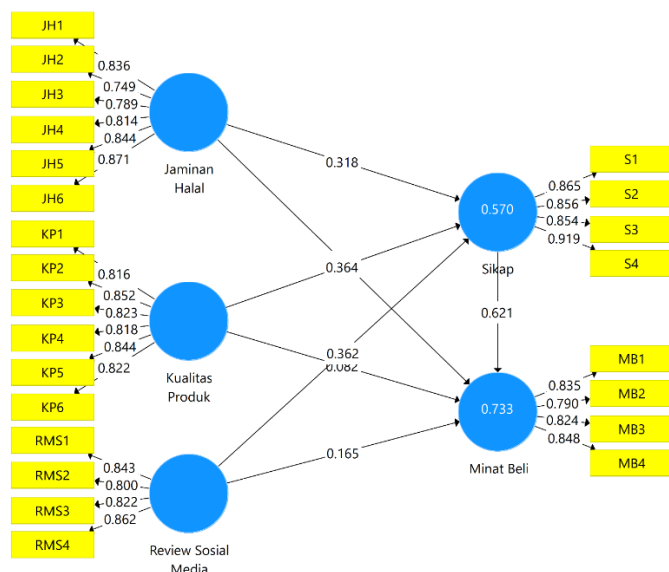 JH1
JH2
JH3
JH4
JH5
JH6
0.836
0.749
0.789
0.814
0.844
0.871
Jaminan
Halal
KP1
KP2
KP3
KP4
KP5
KP6
0.816
0.852
0.823
0.818
0.844
0.822
Kualitas
Produk
RMS1
RMS2
RMS3
RMS4
0.843
0.800
0.822
0.862
Review Sosial
Media
0.318
0.364
0.362
0.082
0.165
0.570
Sikap
0.621
0.733
Minat Beli
0.865
0.856
0.854
0.919
S1
S2
S3
S4
0.835
0.790
0.824
0.848
MB1
MB2
MB3
MB4